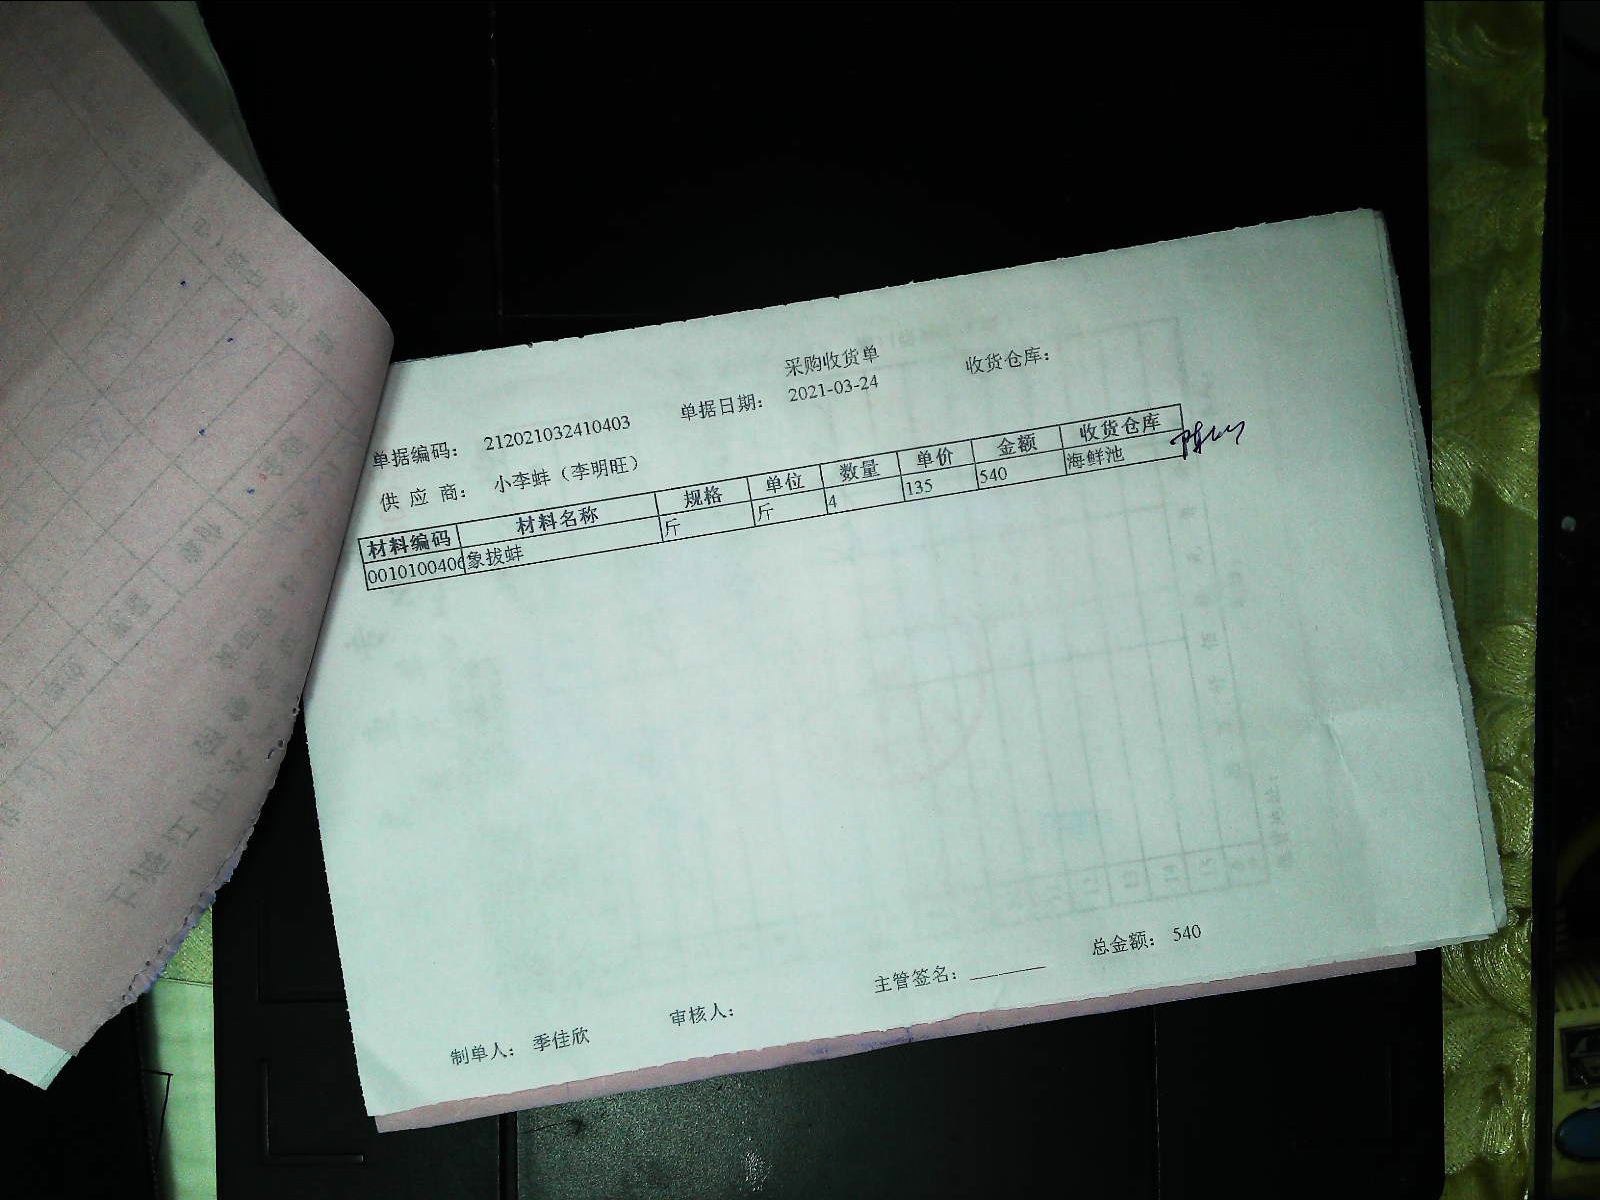 采购收货单
单据编码： 212021032410403 单据日期： 2021-03-24 收货仓库：
供 应 商： 小李蚌（李明旺）
材料编码 材料名称 规格 单位 数量 单价 金额 收货仓库
001010040 象拔蚌 斤 斤 4 135 540 海鲜池
总金额： 540
制单人： 季佳欣 审核人： 主管签名：